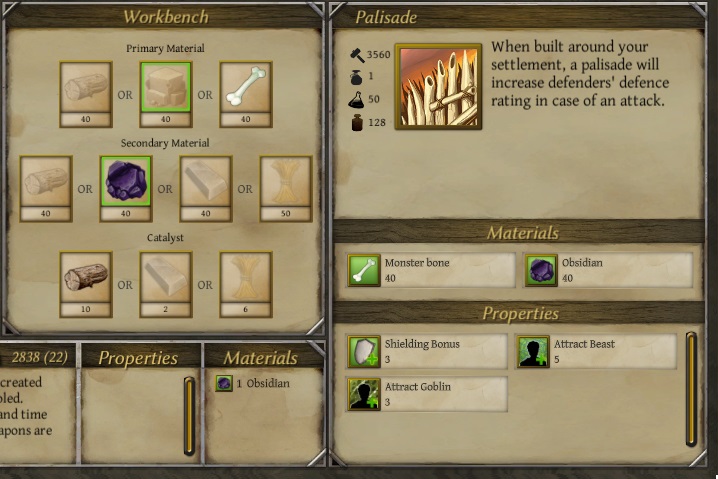 Workbench
Primary Material
OR OR
40 40 40
Secondary Material
OR OR OR
40 40 40 50
Catalyst
OR OR
10 2 6
2838 (22)
created
oled.
and time
apons are
Properties
Materials
1 Obsidian
Palisade
3560
1
50
128
When built around your
settlement, a palisade will
increase defenders' defence
rating in case of an attack.
Materials
Monster bone
40
Obsidian
40
Properties
Shielding Bonus
3
Attract Beast
5
Attract Goblin
3